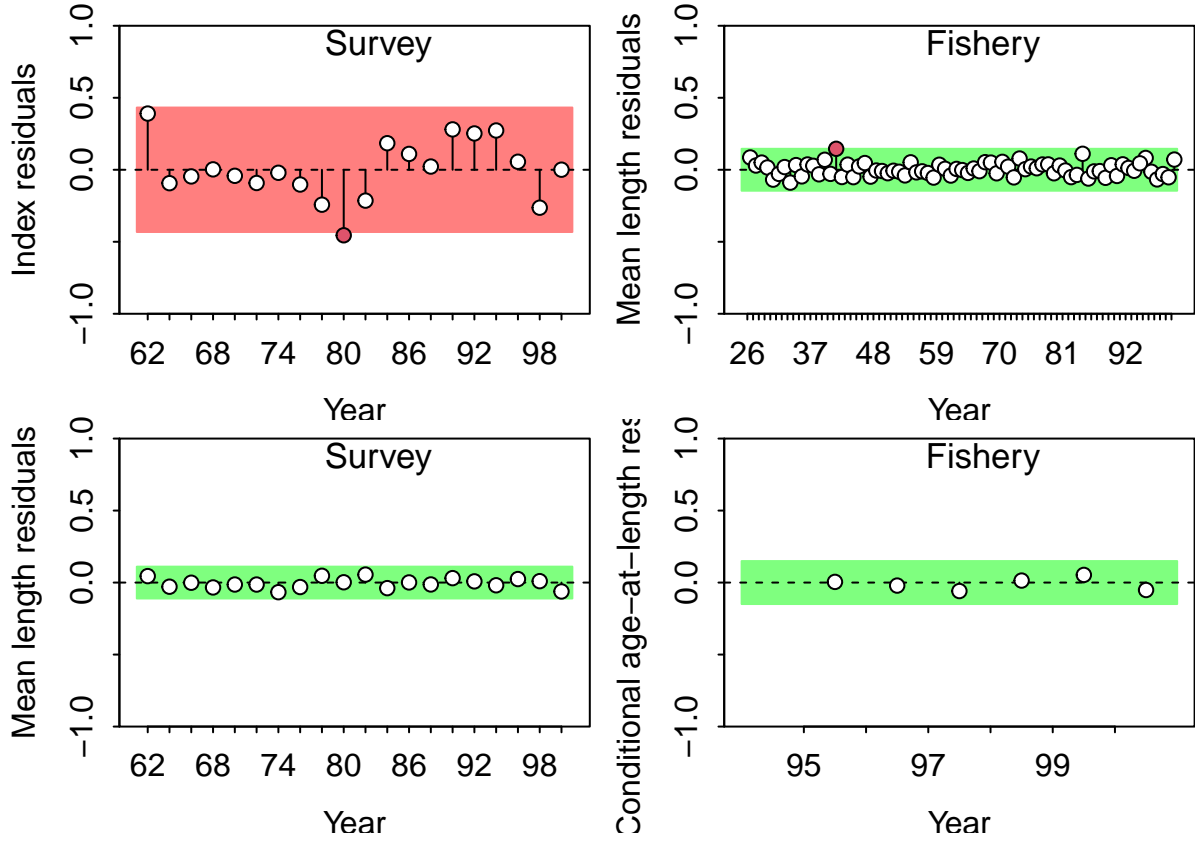 Survey
Index residuals
1.0
0.5
0.0
−1.0
62 68 74 80 86 92 98
Year
Fishery
Mean length residuals
1.0
0.5
0.0
−1.0
26 37 48 59 70 81 92
Year
Survey
Mean length residuals
1.0
0.5
0.0
−1.0
62 68 74 80 86 92 98
Year
Fishery
Conditional age−at−length res
1.0
0.5
0.0
−1.0
95 97 99
Year